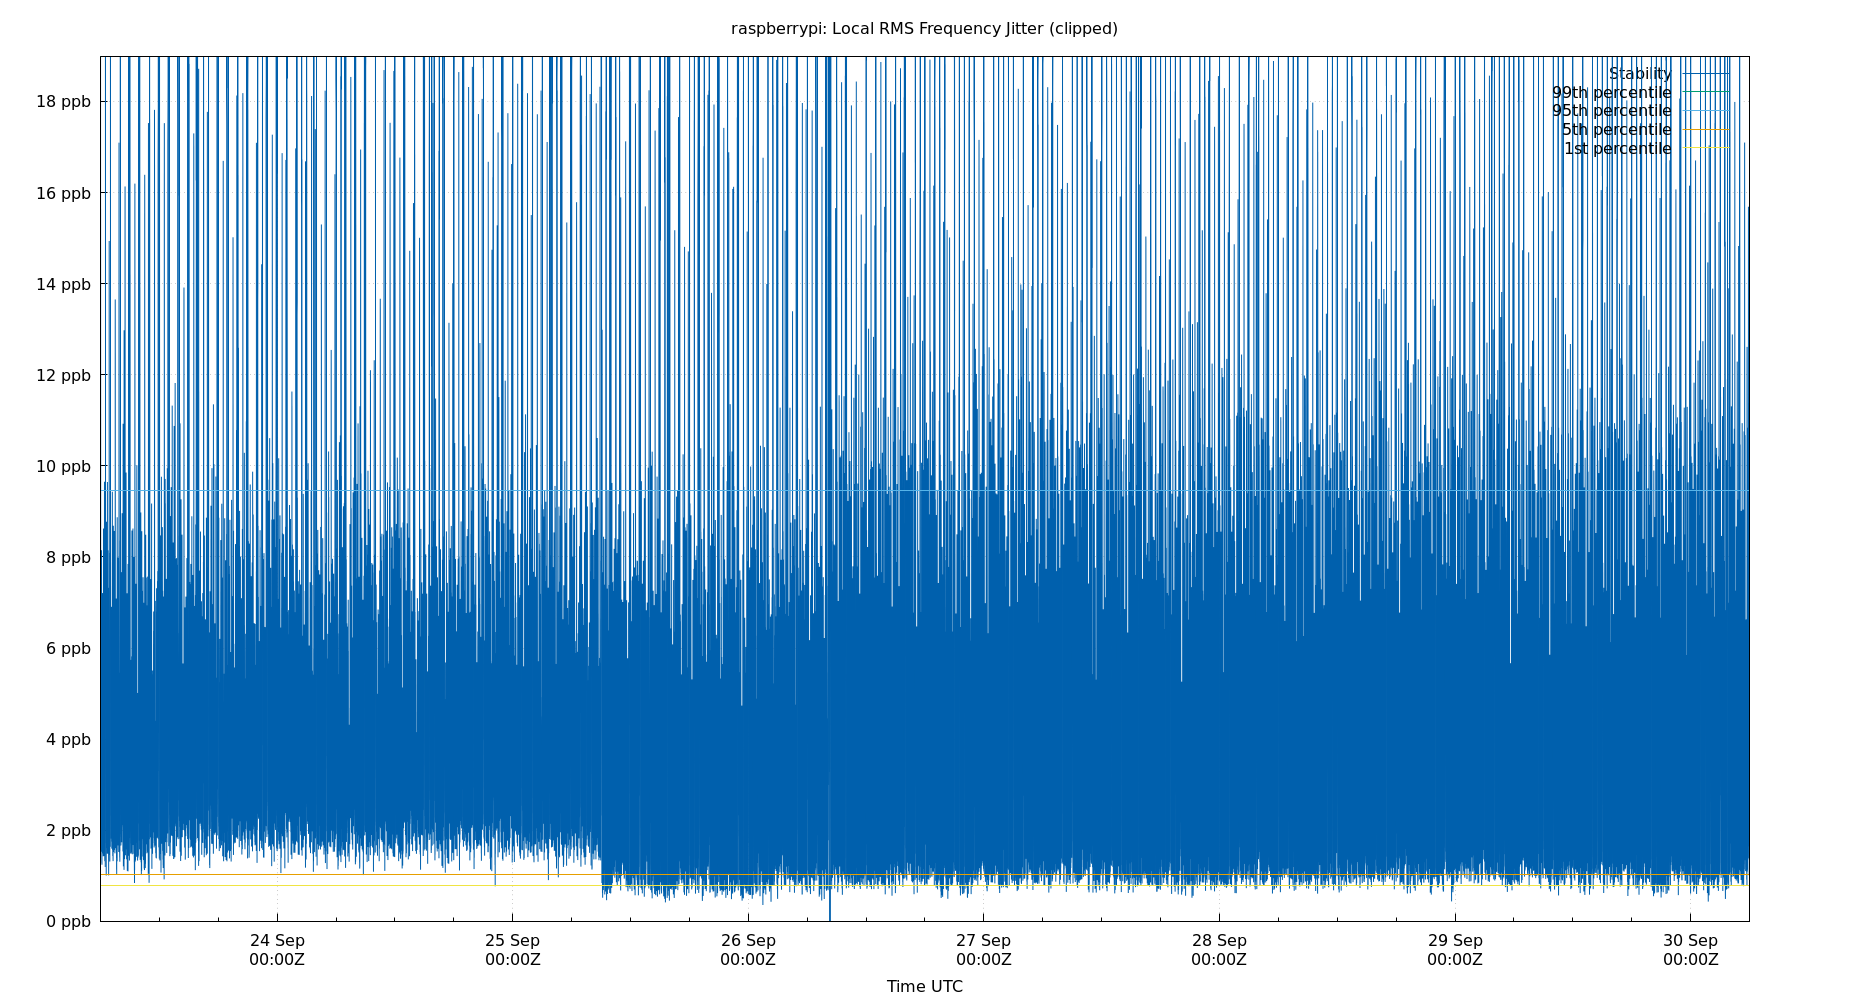 raspberrypi: Local RMS Frequency Jitter (clipped)
Stability
99th percentile
95th percentile
5th percentile
1st percentile
18 ppb
16 ppb
14 ppb
12 ppb
10 ppb
8 ppb
6 ppb
4 ppb
2 ppb
0 ppb
24 Sep 25 Sep 26 Sep 27 Sep 28 Sep 29 Sep 30 Sep
00:00Z 00:00Z 00:00Z 00:00Z 00:00Z 00:00Z 00:00Z
Time UTC